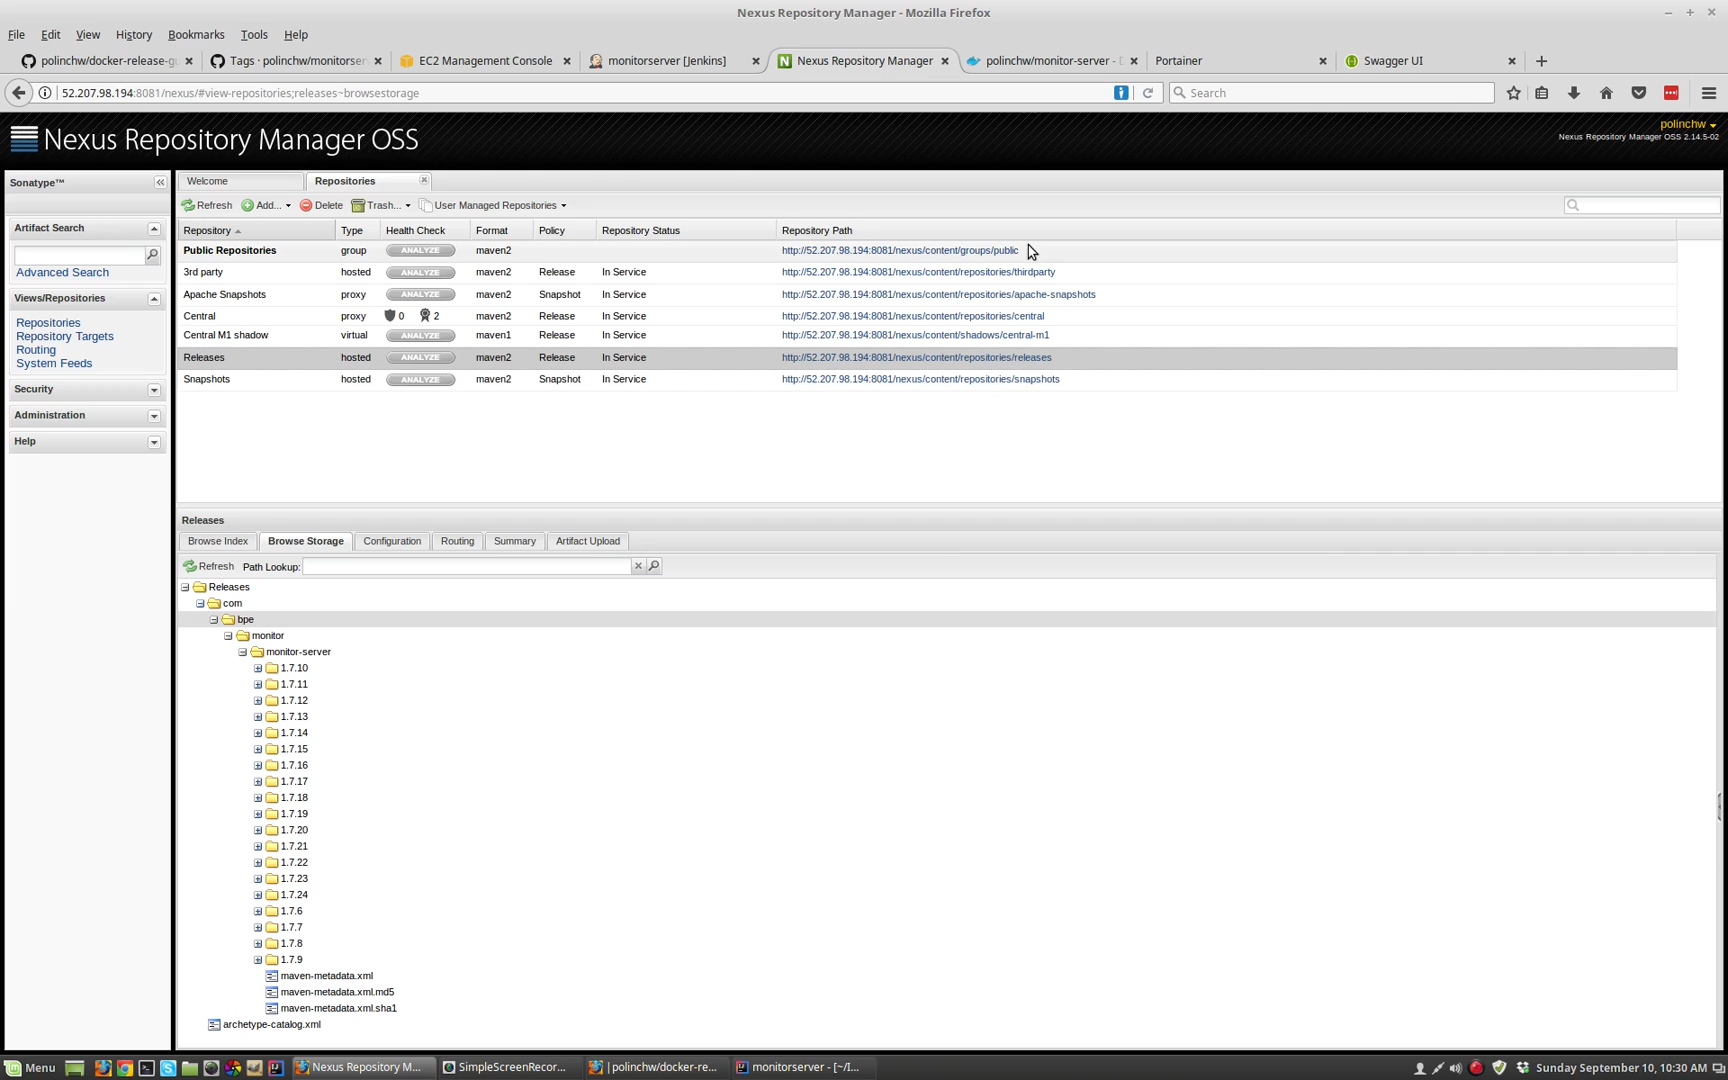 Nexus Repository Manager - Mozilla Firefox
File Edit View History Bookmarks Tools Help
polinchw/docker-release-gu Tags · polinchw/monitorser EC2 Management Console monitorserver [Jenkins] Nexus Repository Manager polinchw/monitor-server - D Portainer Swagger UI
52.207.98.194:8081/nexus/#view-repositories;releases~browsestorage Search
Nexus Repository Manager OSS
polinchw
Nexus Repository Manager OSS 2.14.5-02
Sonatype™
Artifact Search
Advanced Search
Views/Repositories
Repositories
Repository Targets
Routing
System Feeds
Security
Administration
Help
Welcome Repositories
Refresh Add... Delete Trash... User Managed Repositories
Repository Type Health Check Format Policy Repository Status Repository Path
Public Repositories group ANALYZE maven2 http://52.207.98.194:8081/nexus/content/groups/public
3rd party hosted ANALYZE maven2 Release In Service http://52.207.98.194:8081/nexus/content/repositories/thirdparty
Apache Snapshots proxy ANALYZE maven2 Snapshot In Service http://52.207.98.194:8081/nexus/content/repositories/apache-snapshots
Central proxy 0 2 maven2 Release In Service http://52.207.98.194:8081/nexus/content/repositories/central
Central M1 shadow virtual ANALYZE maven1 Release In Service http://52.207.98.194:8081/nexus/content/shadows/central-m1
Releases hosted ANALYZE maven2 Release In Service http://52.207.98.194:8081/nexus/content/repositories/releases
Snapshots hosted ANALYZE maven2 Snapshot In Service http://52.207.98.194:8081/nexus/content/repositories/snapshots
Releases
Browse Index Browse Storage Configuration Routing Summary Artifact Upload
Refresh Path Lookup:
Releases
com
bpe
monitor
monitor-server
1.7.10
1.7.11
1.7.12
1.7.13
1.7.14
1.7.15
1.7.16
1.7.17
1.7.18
1.7.19
1.7.20
1.7.21
1.7.22
1.7.23
1.7.24
1.7.6
1.7.7
1.7.8
1.7.9
maven-metadata.xml
maven-metadata.xml.md5
maven-metadata.xml.sha1
archetype-catalog.xml
Menu Nexus Repository M... SimpleScreenRecor... | polinchw/docker-re... monitorserver - [~/I... Sunday September 10, 10:30 AM